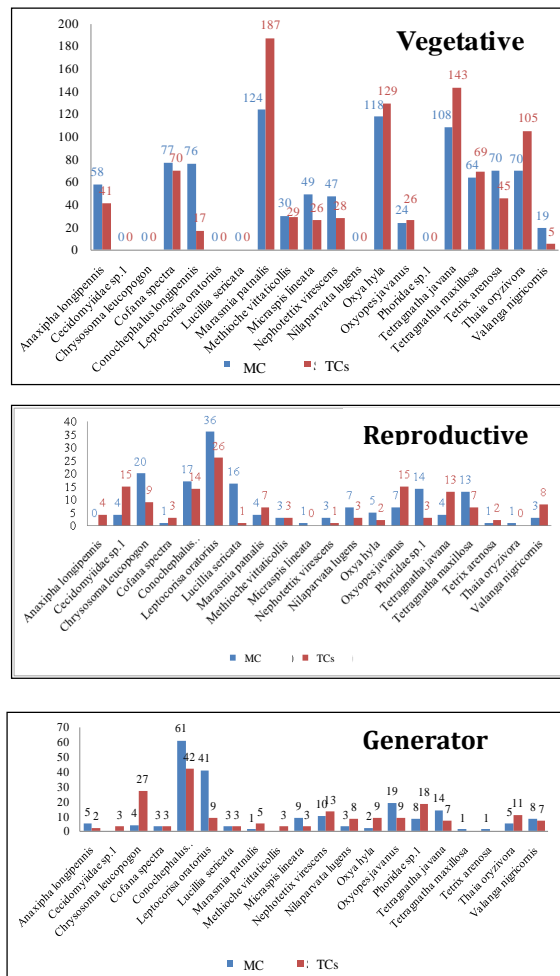 Vegetative
200
180
160
140
120
100
80
60
40
20
0
58 41 0 0 0 0 77 70 76 17 0 0 0 0 124 187 30 29 49 26 47 28 0 0 118 129 24 26 0 0 108 143 64 69 70 45 70 105 19 5
Anaxipha longipennis
Cecidomyiidae sp.1
Chrysosoma leucopogon
Cofana spectra
Conocephalus longipennis
Leptocorisa oratorius
Lucillia sericata
Marasmia patnalis
Methioche vittaticollis
Micraspis lineata
Nephotettix virescens
Nilaparvata lugens
Oxya hyla
Oxyopes javanus
Phoridae sp.1
Tetragnatha javana
Tetragnatha maxillosa
Tetrix arenosa
Thaia oryzivora
Valanga nigricornis
MC TCs
Reproductive
40
35
30
25
20
15
10
5
0
0 4 4 15 20 9 1 3 17 14 36 26 16 1 4 7 3 3 1 0 3 1 7 3 5 2 7 15 14 3 4 13 13 7 1 2 1 0 3 8
Anaxipha longipennis
Cecidomyiidae sp.1
Chrysosoma leucopogon
Cofana spectra
Conocephalus..
Leptocorisa oratorius
Lucillia sericata
Marasmia patnalis
Methioche vittaticollis
Micraspis lineata
Nephotettix virescens
Nilaparvata lugens
Oxya hyla
Oxyopes javanus
Phoridae sp.1
Tetragnatha javana
Tetragnatha maxillosa
Tetrix arenosa
Thaia oryzivora
Valanga nigricornis
MC ) TCs
Generator
70
60
50
40
30
20
10
0
5 2 3 4 27 3 3 61 42 41 9 3 3 1 5 3 9 3 10 13 3 8 2 9 19 9 8 18 14 7 1 1 5 11 8 7
Anaxipha longipennis
Cecidomyiidae sp.1
Chrysosoma leucopogon
Cofana spectra
Conocephalus..
Leptocorisa oratorius
Lucillia sericata
Marasmia patnalis
Methioche vittaticollis
Micraspis lineata
Nephotettix virescens
Nilaparvata lugens
Oxya hyla
Oxyopes javanus
Phoridae sp.1
Tetragnatha javana
Tetragnatha maxillosa
Tetrix arenosa
Thaia oryzivora
Valanga nigricornis
MC TCs